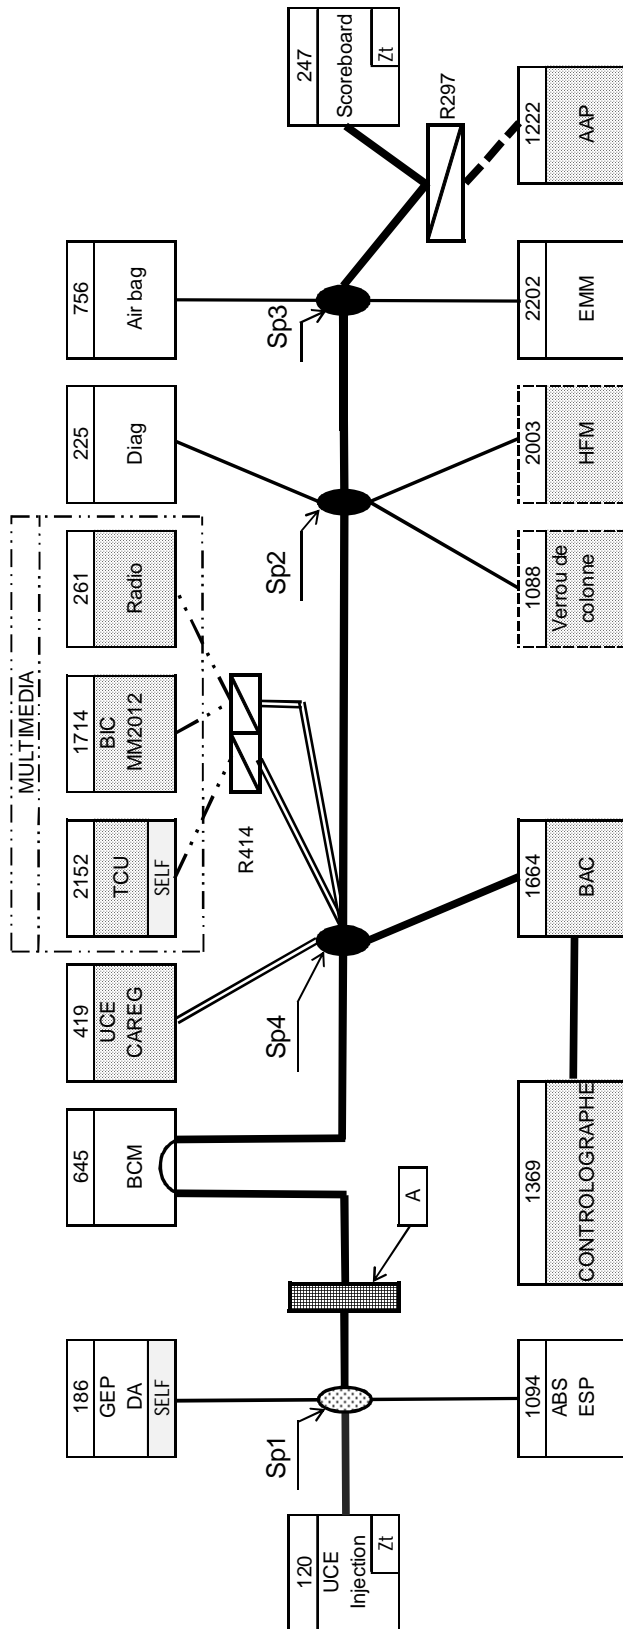 MULTIMEDIA
186
GEP
DA
SELF
645
BCM
419
UCE
CAREG
2152
TCU
SELF
1714
BIC
MM2012
261
Radio
225
Diag
756
Air bag
R414
Sp1
Sp4
Sp2
Sp3
120
UCE
Injection
Zt
247
Scoreboard
Zt
A
R297
1094
ABS
ESP
1369
CONTROLOGRAPHE
1664
BAC
1088
Verrou de
colonne
2003
HFM
2202
EMM
1222
AAP